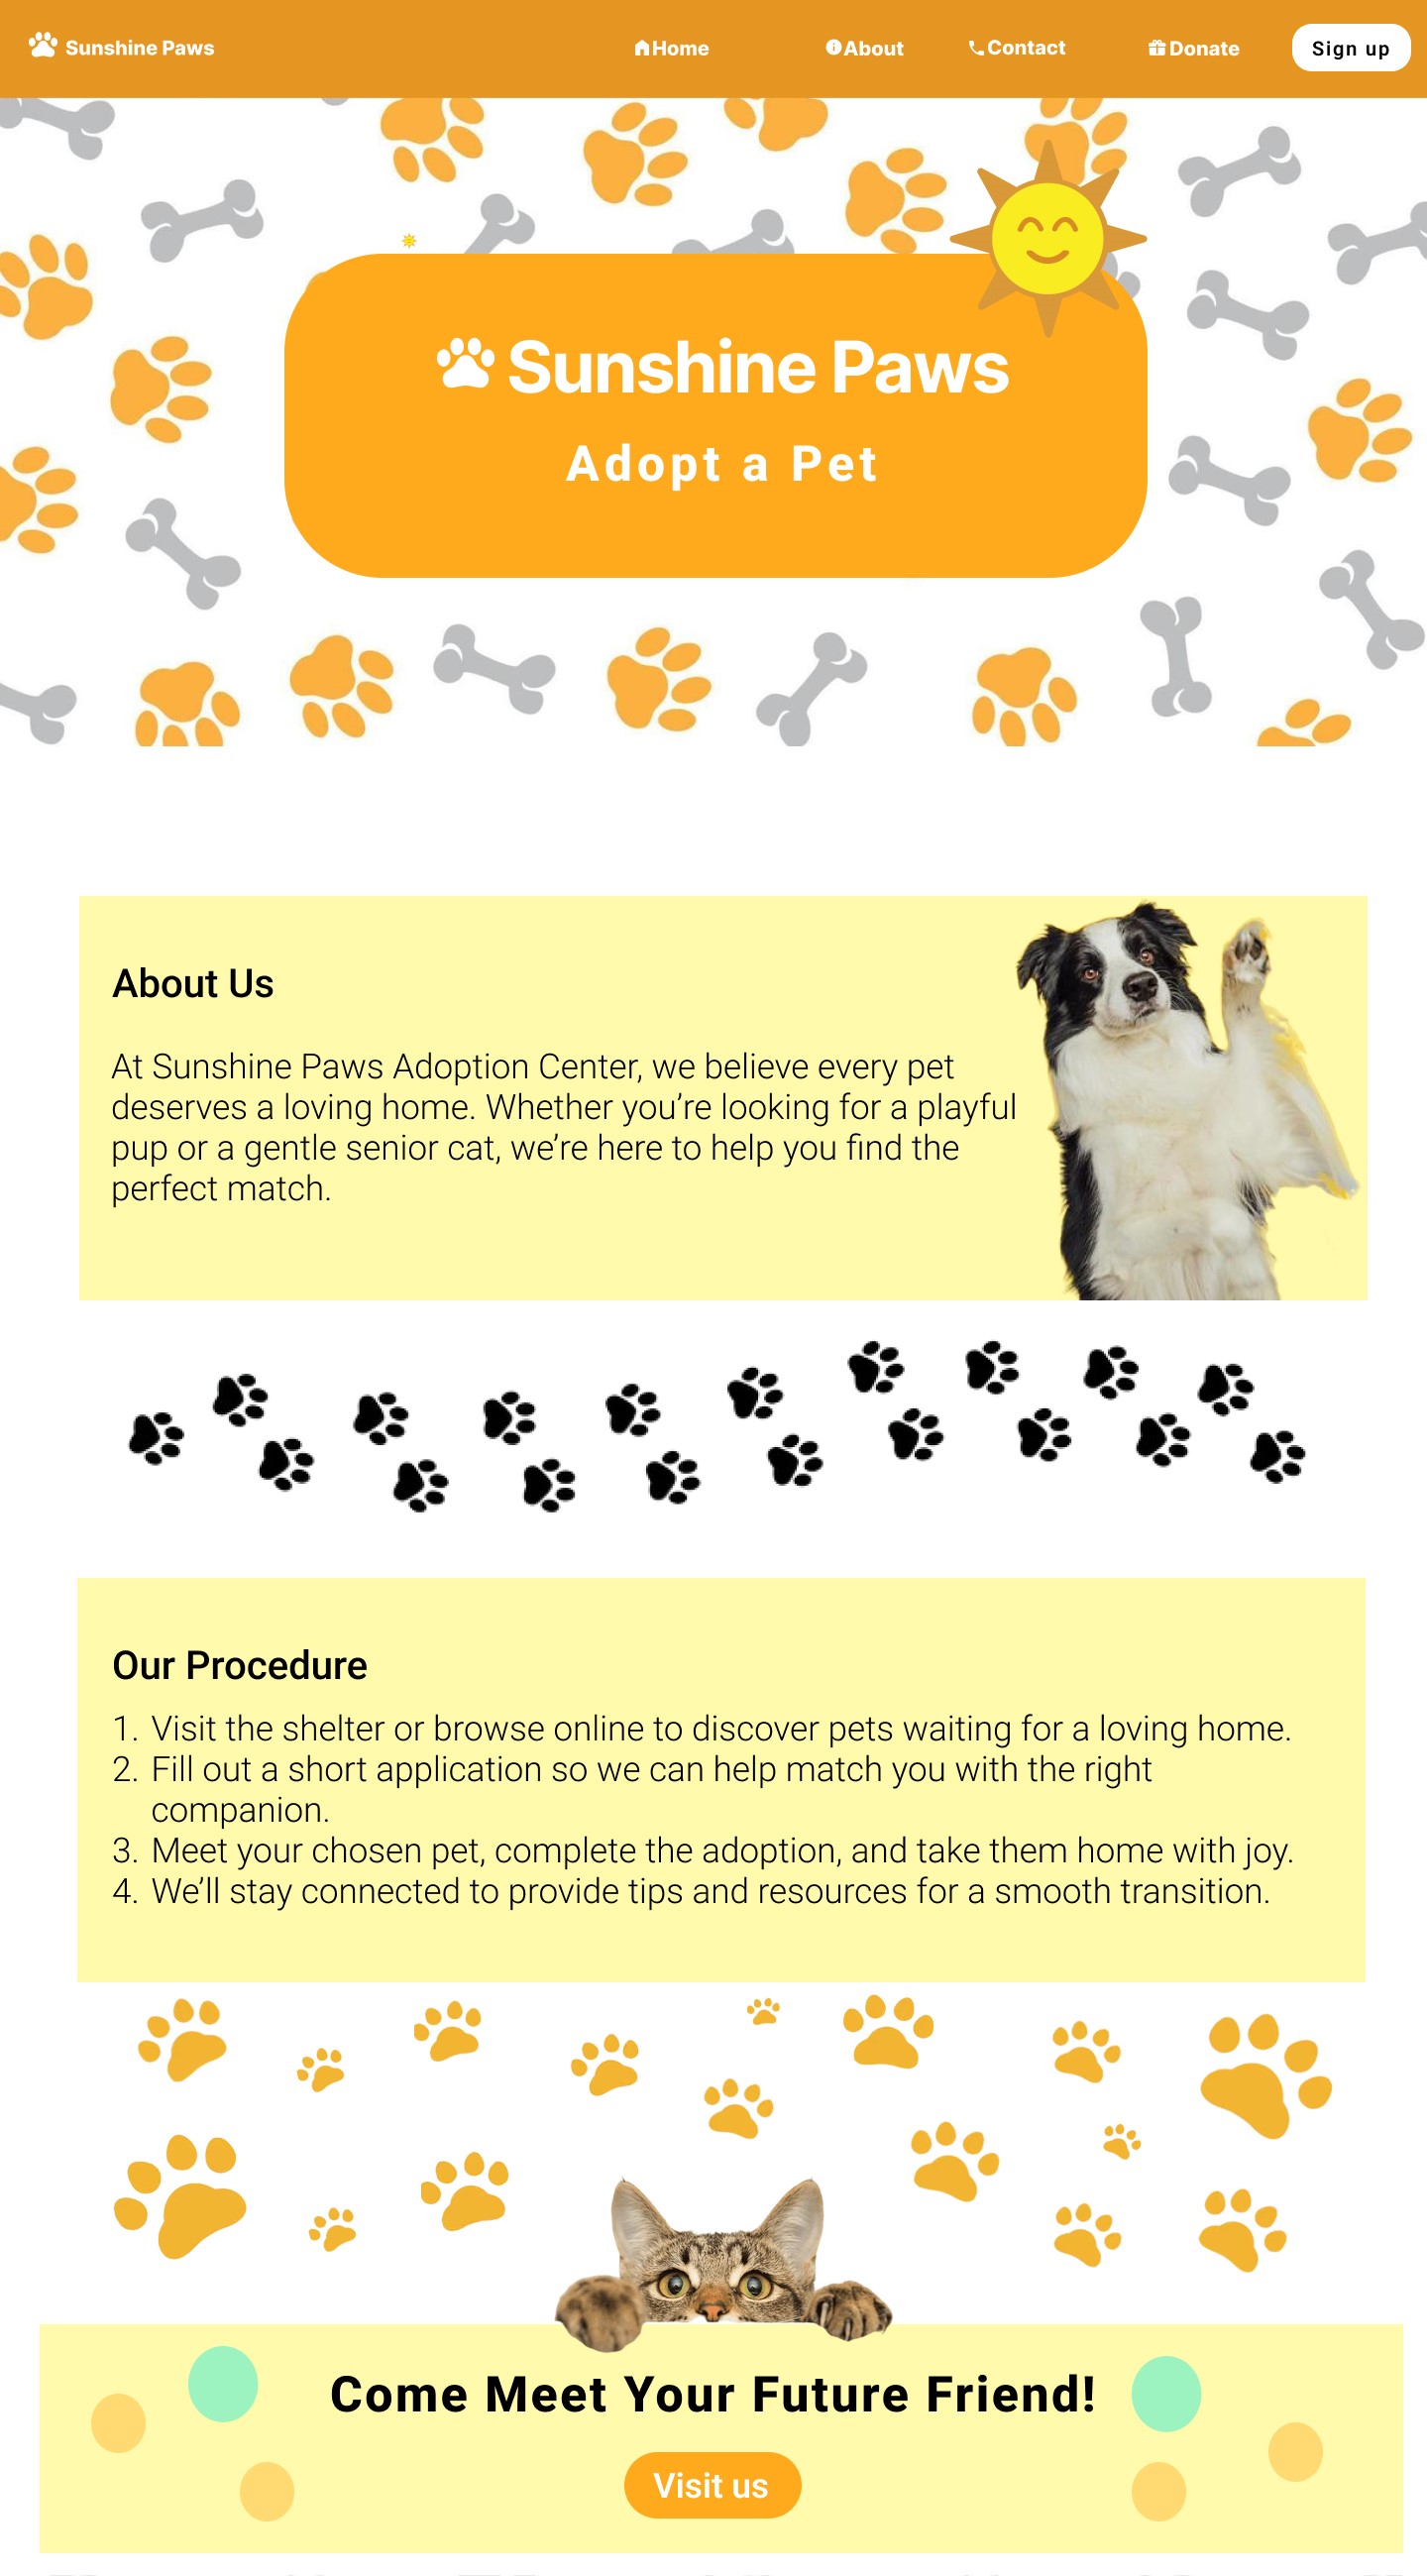 Sunshine Paws
Home
About
Contact
Donate
Sign up
Sunshine Paws
Adopt a Pet
About Us
At Sunshine Paws Adoption Center, we believe every pet
deserves a loving home. Whether you’re looking for a playful
pup or a gentle senior cat, we’re here to help you find the
perfect match.
Our Procedure
1. Visit the shelter or browse online to discover pets waiting for a loving home.
2. Fill out a short application so we can help match you with the right
companion.
3. Meet your chosen pet, complete the adoption, and take them home with joy.
4. We’ll stay connected to provide tips and resources for a smooth transition.
Come Meet Your Future Friend!
Visit us